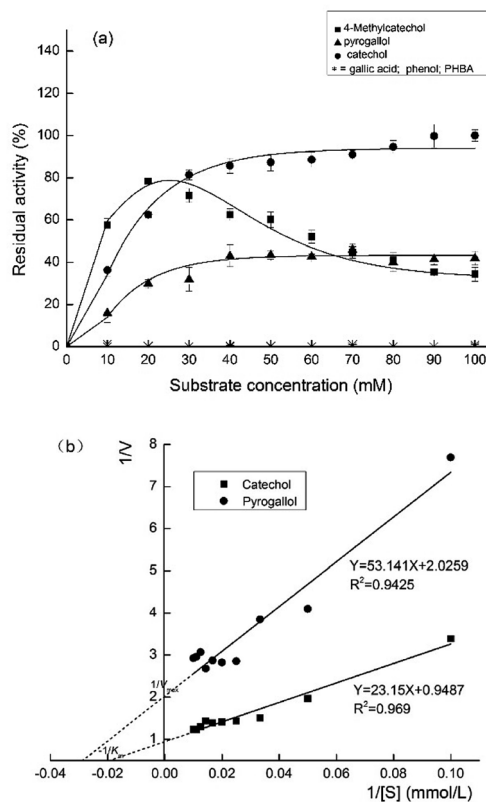 (a)
4-Methylcatechol
pyrogallol
catechol
gallic acid; phenol; PHBA
140
120
100
80
60
40
20
0
Residual activity (%)
0 10 20 30 40 50 60 70 80 90 100
Substrate concentration (mM)
(b)
1/V
8
7
6
5
4
3
2
1
Catechol
Pyrogallol
Y=53.141X+2.0259
R²=0.9425
Y=23.15X+0.9487
R²=0.969
-0.04 -0.02 0.00 0.02 0.04 0.06 0.08 0.10
1/[S] (mmol/L)